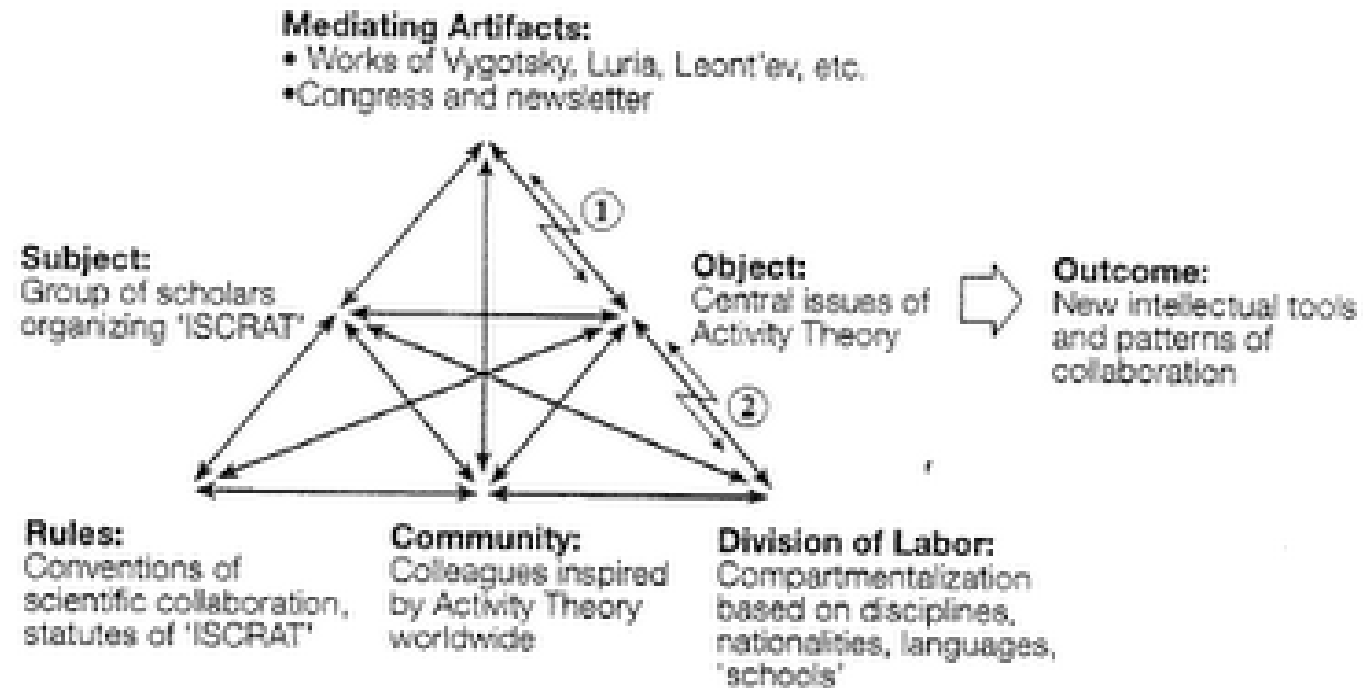 Mediating Artifacts:
• Works of Vygotsky, Luria, Leont'ev, etc.
•Congress and newsletter
1
Subject:
Group of scholars
organizing 'ISCRAT'
Object:
Central issues of
Activity Theory
Outcome:
New intellectual tools
and patterns of
collaboration
2
Rules:
Conventions of
scientific collaboration,
statutes of 'ISCRAT'
Community:
Colleagues inspired
by Activity Theory
worldwide
Division of Labor:
Compartmentalization
based on disciplines,
nationalities, languages,
'schools'